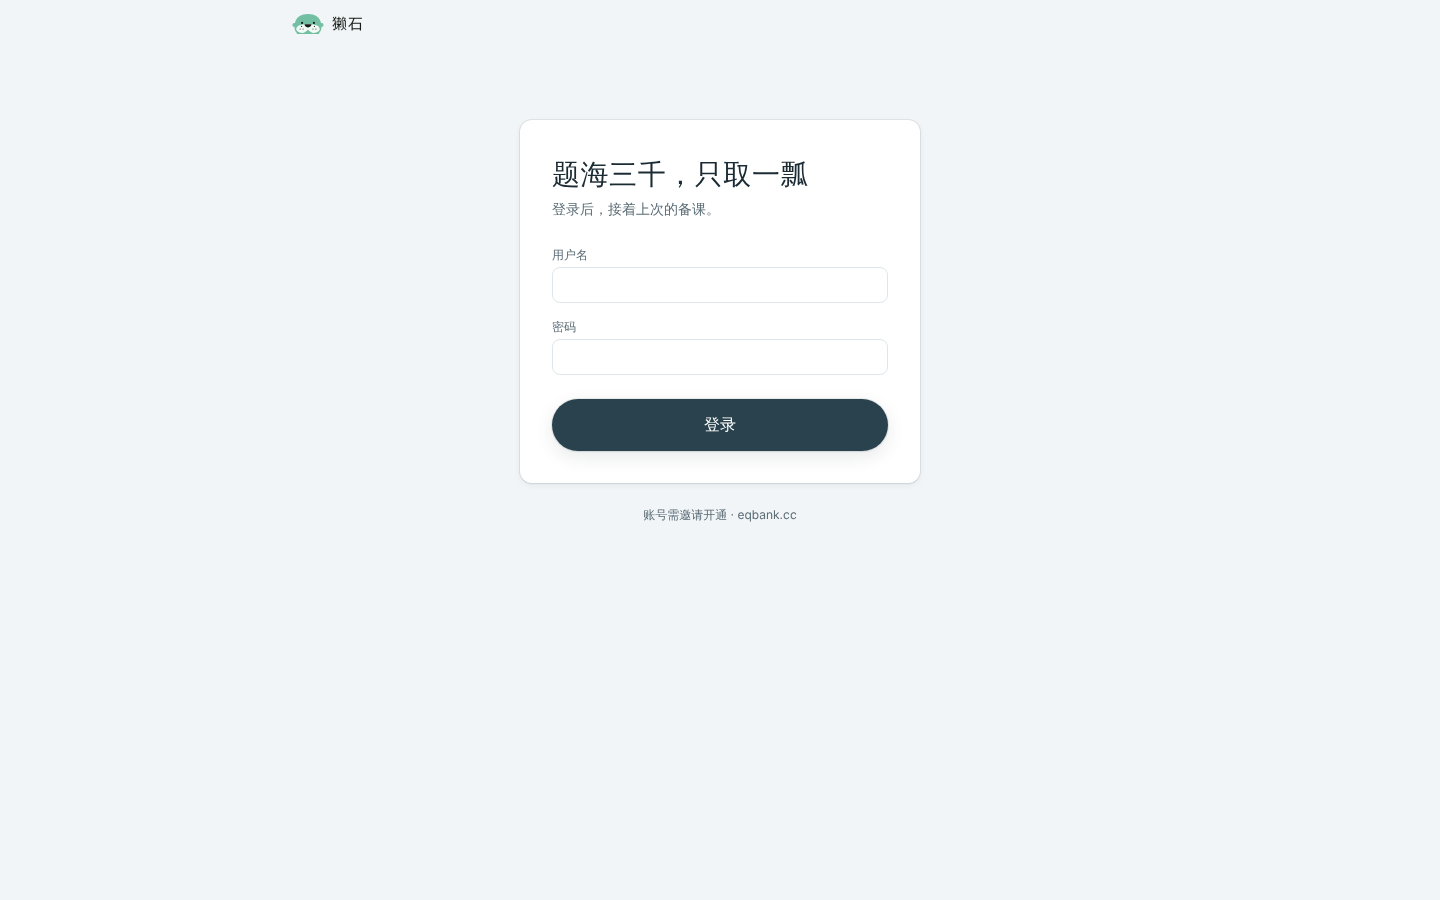 獭石
题海三千，只取一瓢
登录后，接着上次的备课。
用户名
密码
登录
账号需邀请开通 · eqbank.cc